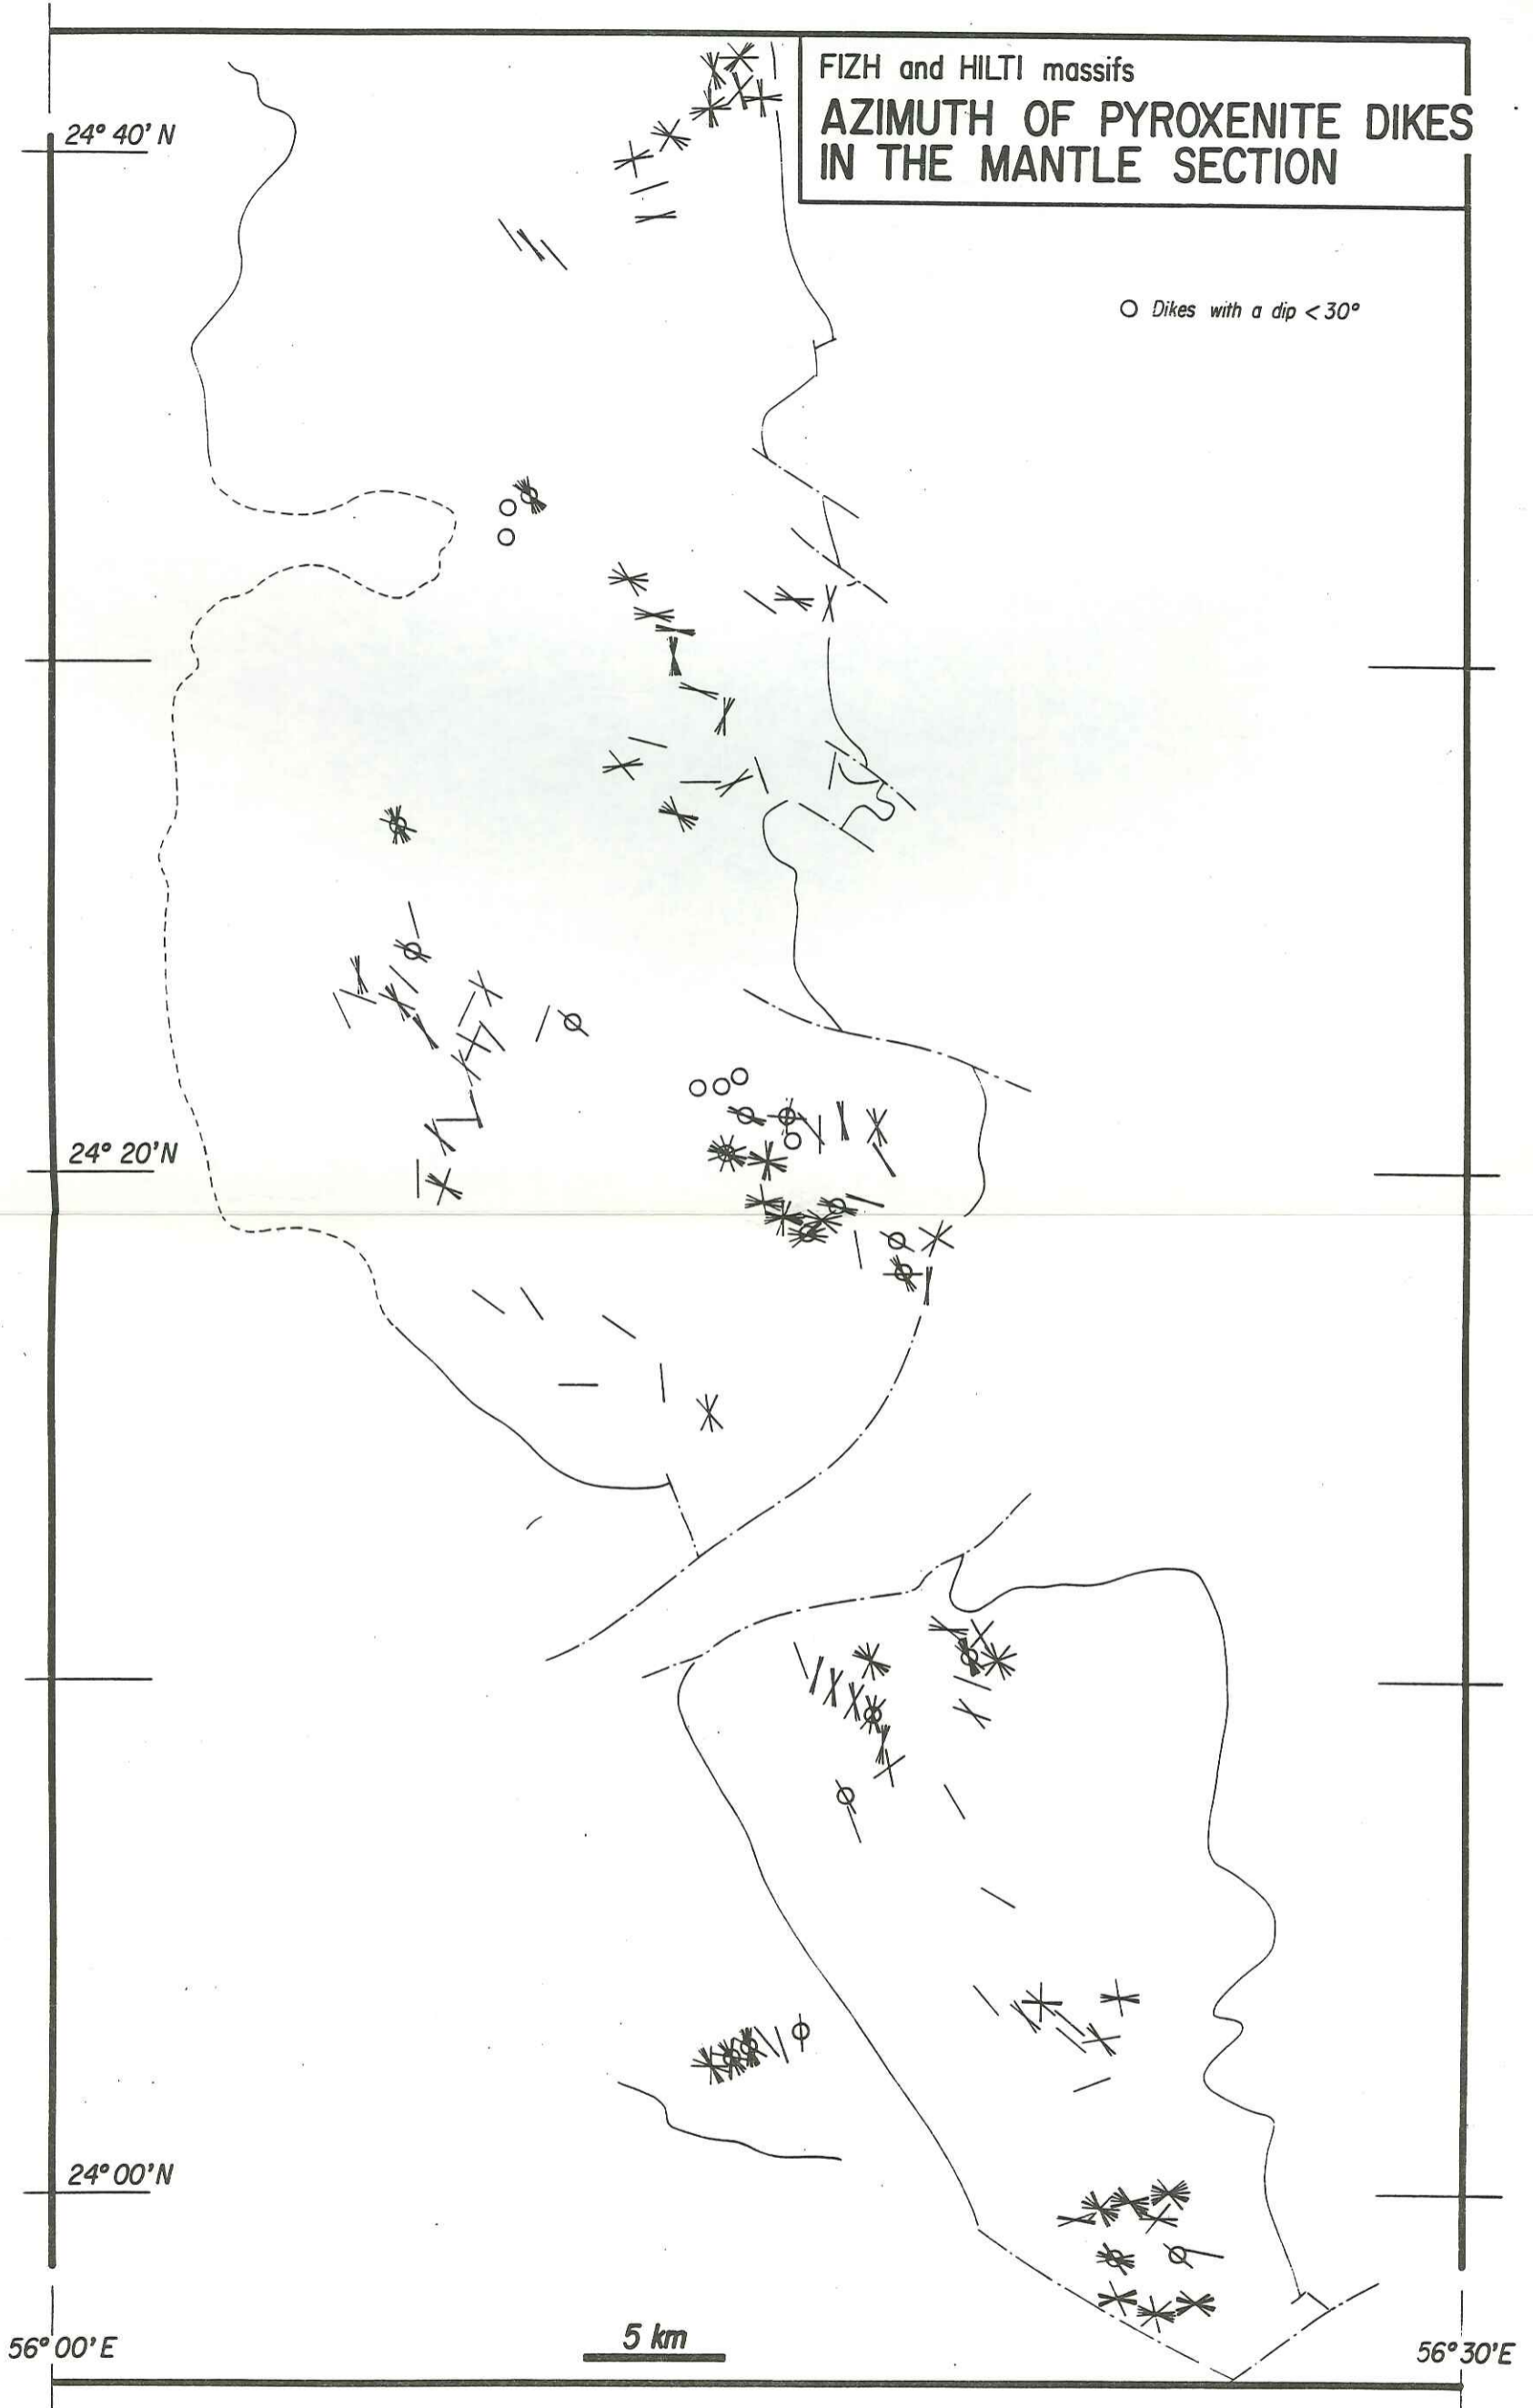 FIZH and HILTI massifs
AZIMUTH OF PYROXENITE DIKES
IN THE MANTLE SECTION
24° 40' N
Dikes with a dip < 30°
24° 20' N
24° 00' N
56° 00' E
5 km
56° 30' E